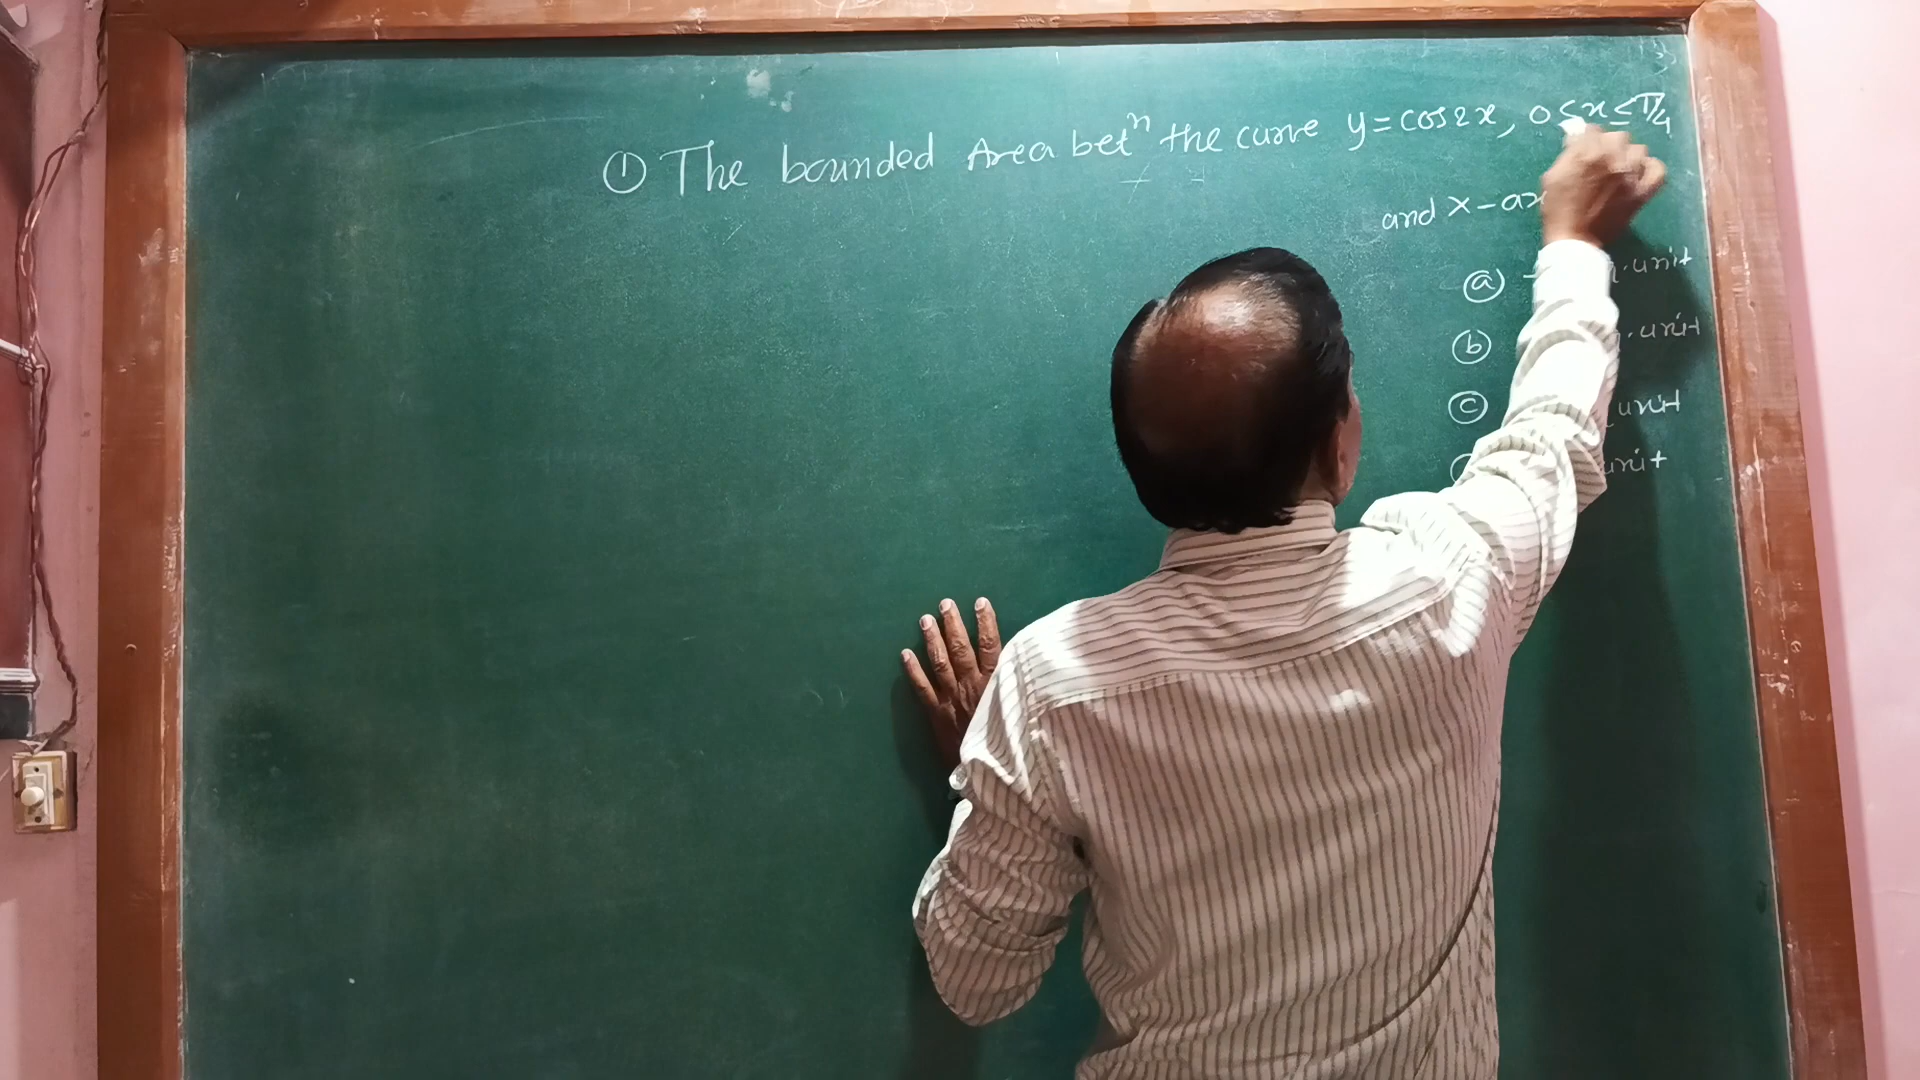 ① The bounded Area betⁿ the curve y=cos2x, 0≤x≤π/4
and X-ax
ⓐ unit
ⓑ unit
ⓒ unit
unit